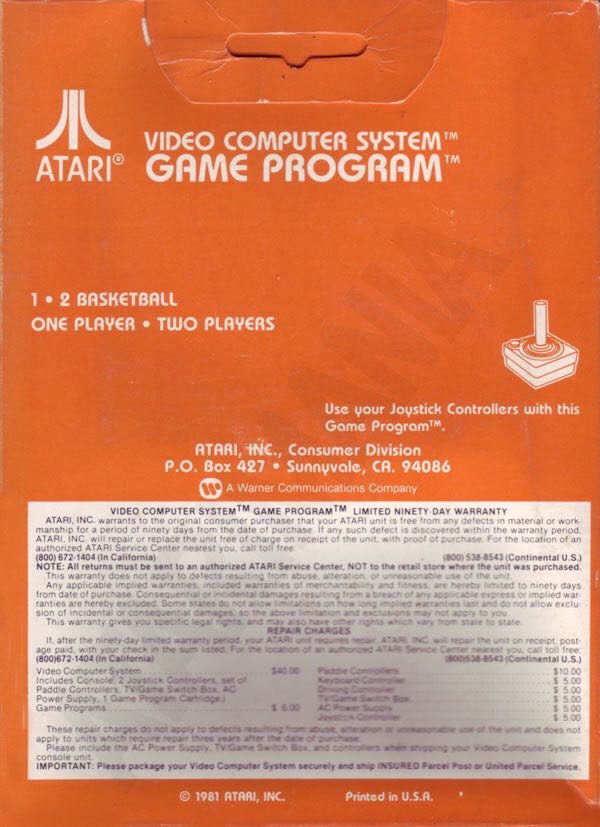 ATARI® VIDEO COMPUTER SYSTEM™
GAME PROGRAM™
1 • 2 BASKETBALL
ONE PLAYER • TWO PLAYERS
Use your Joystick Controllers with this
Game Program™.
ATARI, INC., Consumer Division
P.O. Box 427 • Sunnyvale, CA. 94086
A Warner Communications Company
VIDEO COMPUTER SYSTEM™ GAME PROGRAM™ LIMITED NINETY-DAY WARRANTY
ATARI, INC. warrants to the original consumer purchaser that your ATARI unit is free from any defects in material or work-
manship for a period of ninety days from the date of purchase. If any such defect is discovered within the warranty period,
ATARI, INC. will repair or replace the unit free of charge on receipt of the unit, with proof of purchase. For the location of an
authorized ATARI Service Center nearest you, call toll free:
(800) 672-1404 (In California) (800) 538-8543 (Continental U.S.)
NOTE: All returns must be sent to an authorized ATARI Service Center, NOT to the retail store where the unit was purchased.
This warranty does not apply to defects resulting from abuse, alteration, or unreasonable use of the unit.
Any applicable implied warranties, included warranties of merchantability and fitness, are hereby limited to ninety days
from date of purchase. Consequential or incidental damages resulting from a breach of any applicable express or implied war-
ranties are hereby excluded. Some states do not allow limitations on how long implied warranties last and do not allow exclu-
sion of incidental or consequential damages, so the above limitation and exclusions may not apply to you.
This warranty gives you specific legal rights, and may also have other rights which vary from state to state.
REPAIR CHARGES
If, after the ninety-day limited warranty period, your ATARI unit requires repair, ATARI, INC. will repair the unit on receipt, post-
age paid, with your check in the sum listed. For the location of an authorized ATARI Service Center nearest you, call toll free:
(800)672-1404 (In California) (800)538-8543 (Continental U.S.)
Video Computer System $40.00 Paddle Controllers $10.00
Includes Console: 2 Joystick Controllers, set of Keyboard Controller $ 5.00
Paddle Controllers, TV/Game Switch Box, AC Driving Controller $ 5.00
Power Supply, 1 Game Program Cartridge.) TV/Game Switch Box $ 5.00
Game Programs $ 6.00 AC Power Supply $ 5.00
Joystick Controller $ 5.00
These repair charges do not apply to defects resulting from abuse, alteration or unreasonable use of the unit and does not
apply to units which require repair three years after the date of purchase.
Please include the AC Power Supply, TV/Game Switch Box, and controllers when shipping your Video Computer System
console unit.
IMPORTANT: Please package your Video Computer System securely and ship INSURED Parcel Post or United Parcel Service.
© 1981 ATARI, INC. Printed in U.S.A.